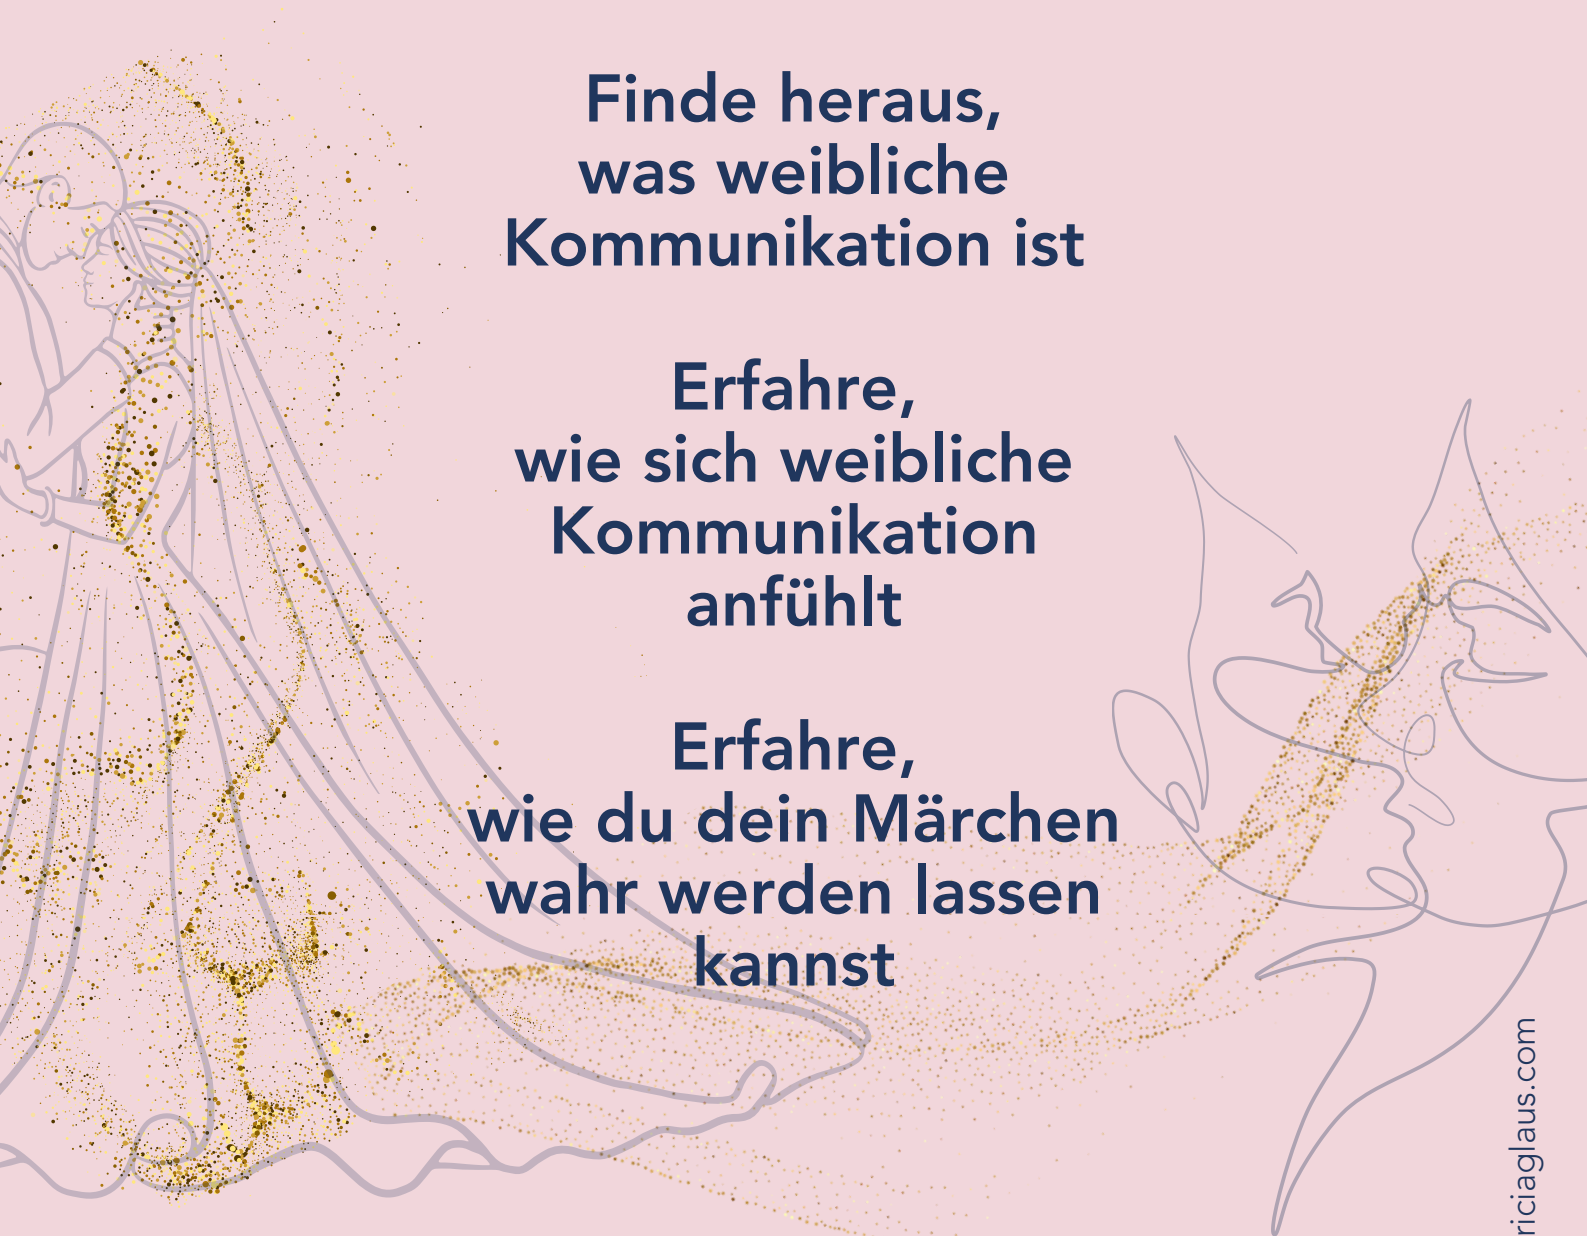 Finde heraus,
was weibliche
Kommunikation ist
Erfahre,
wie sich weibliche
Kommunikation
anfühlt
Erfahre,
wie du dein Märchen
wahr werden lassen
kannst
riciaglaus.com